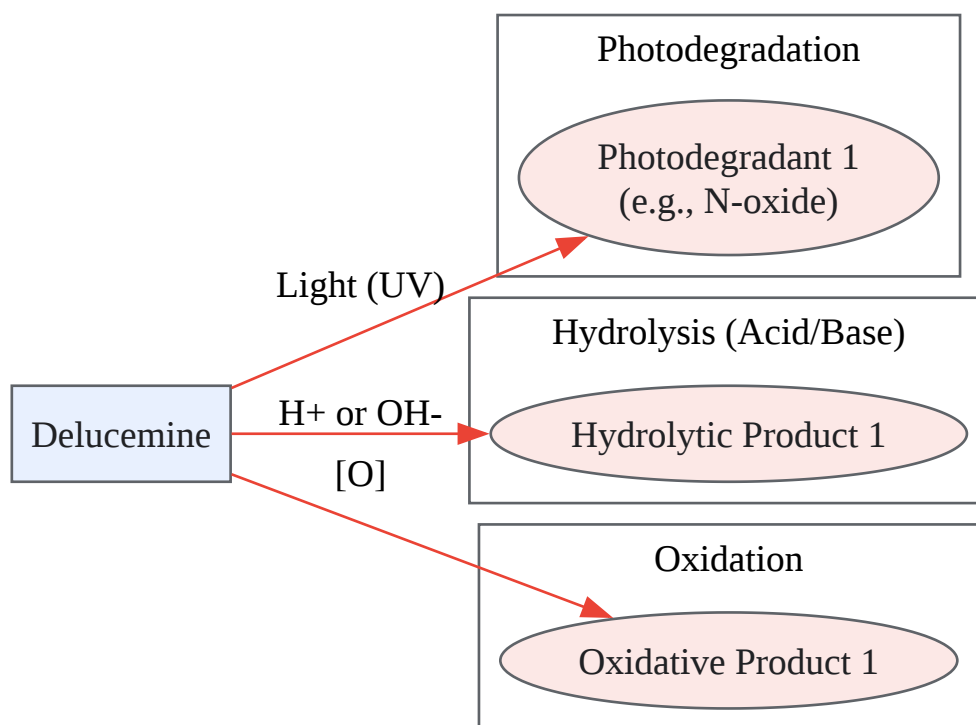 Photodegradation
Photodegradant 1
(e.g., N-oxide)
Light (UV)
Hydrolysis (Acid/Base)
Delucemine
H+ or OH-
Hydrolytic Product 1
[O]
Oxidation
Oxidative Product 1